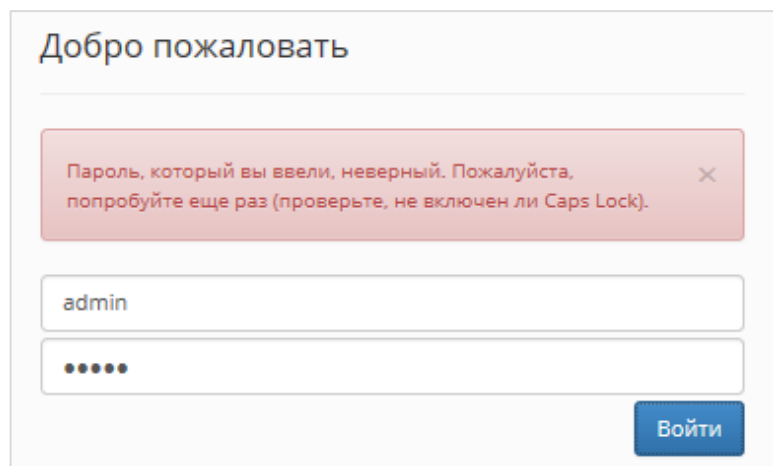 Добро пожаловать
Пароль, который вы ввели, неверный. Пожалуйста,
попробуйте еще раз (проверьте, не включен ли Caps Lock).
admin
•••••
Войти